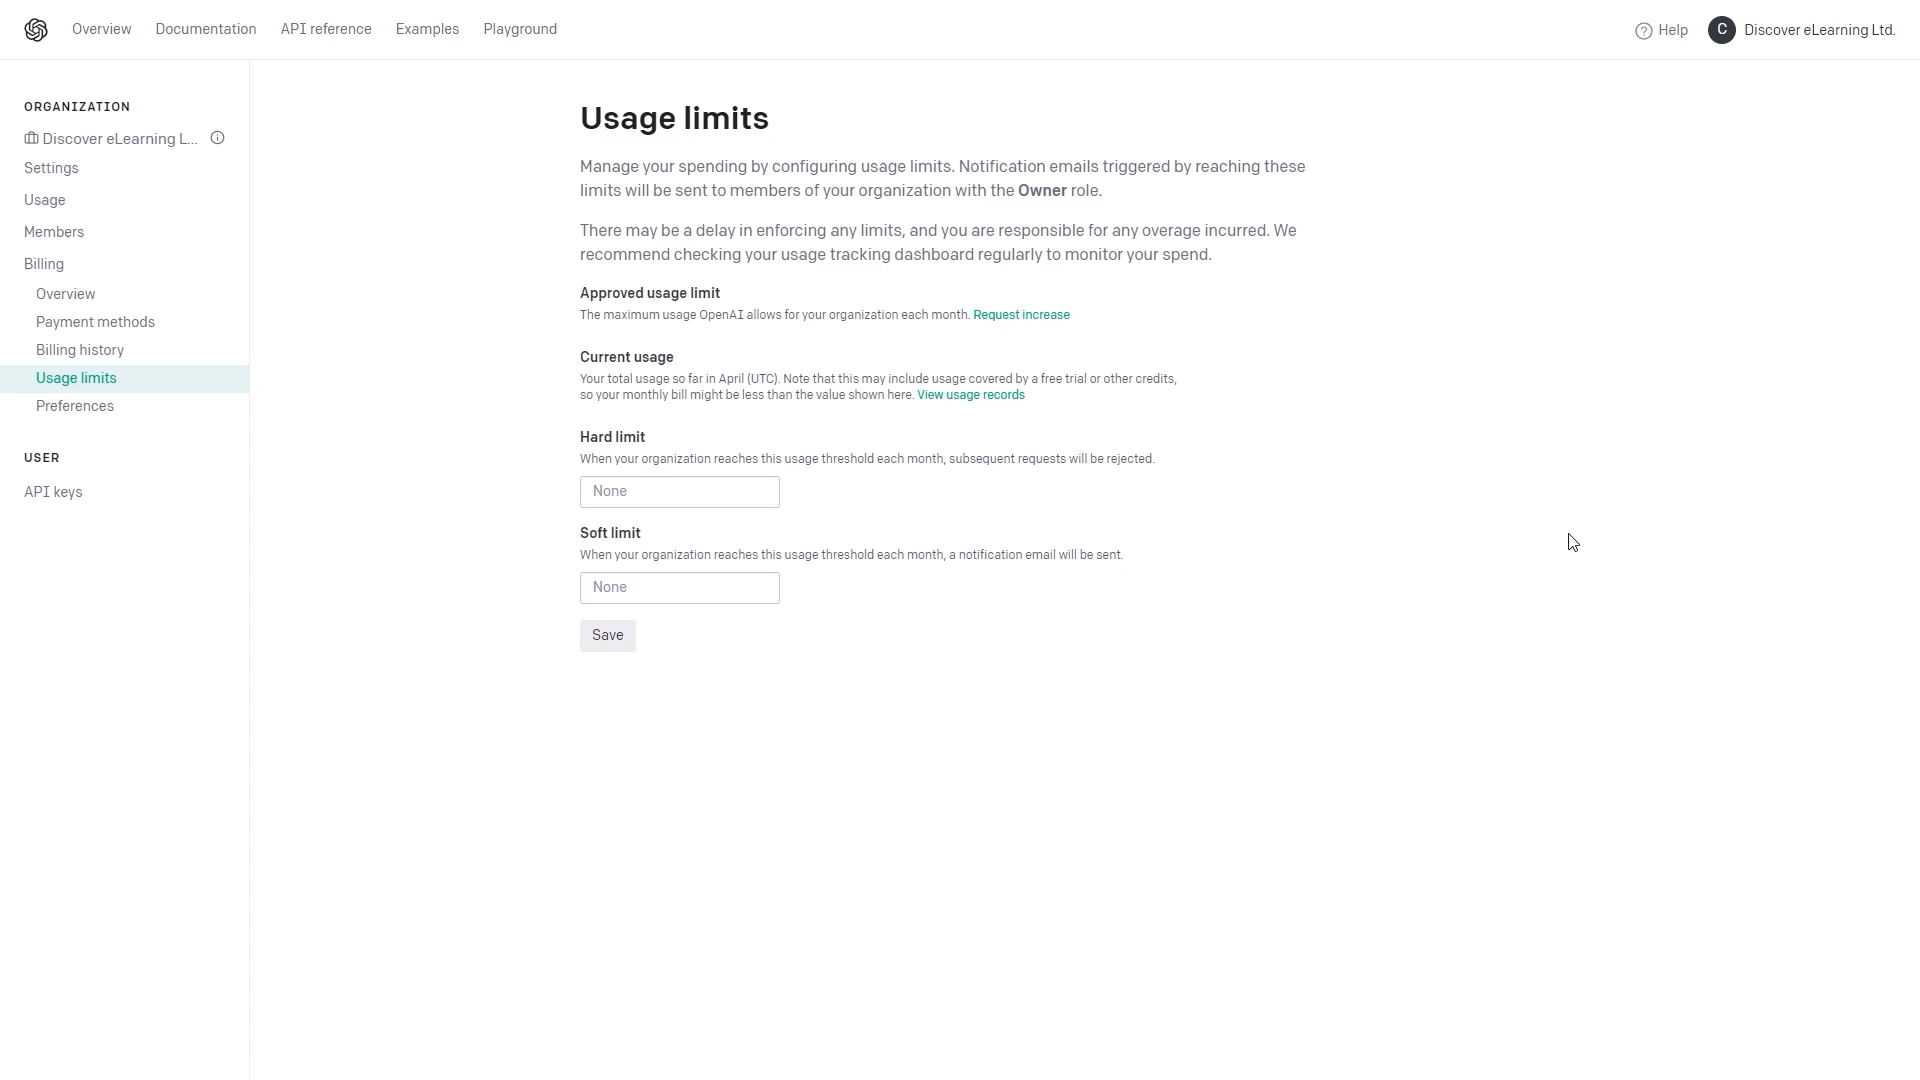 Overview
Documentation
API reference
Examples
Playground
Help
C
Discover eLearning Ltd.
ORGANIZATION
Discover eLearning L...
Settings
Usage
Members
Billing
Overview
Payment methods
Billing history
Usage limits
Preferences
USER
API keys
Usage limits
Manage your spending by configuring usage limits. Notification emails triggered by reaching these
limits will be sent to members of your organization with the Owner role.
There may be a delay in enforcing any limits, and you are responsible for any overage incurred. We
recommend checking your usage tracking dashboard regularly to monitor your spend.
Approved usage limit
The maximum usage OpenAI allows for your organization each month. Request increase
Current usage
Your total usage so far in April (UTC). Note that this may include usage covered by a free trial or other credits,
so your monthly bill might be less than the value shown here. View usage records
Hard limit
When your organization reaches this usage threshold each month, subsequent requests will be rejected.
None
Soft limit
When your organization reaches this usage threshold each month, a notification email will be sent.
None
Save